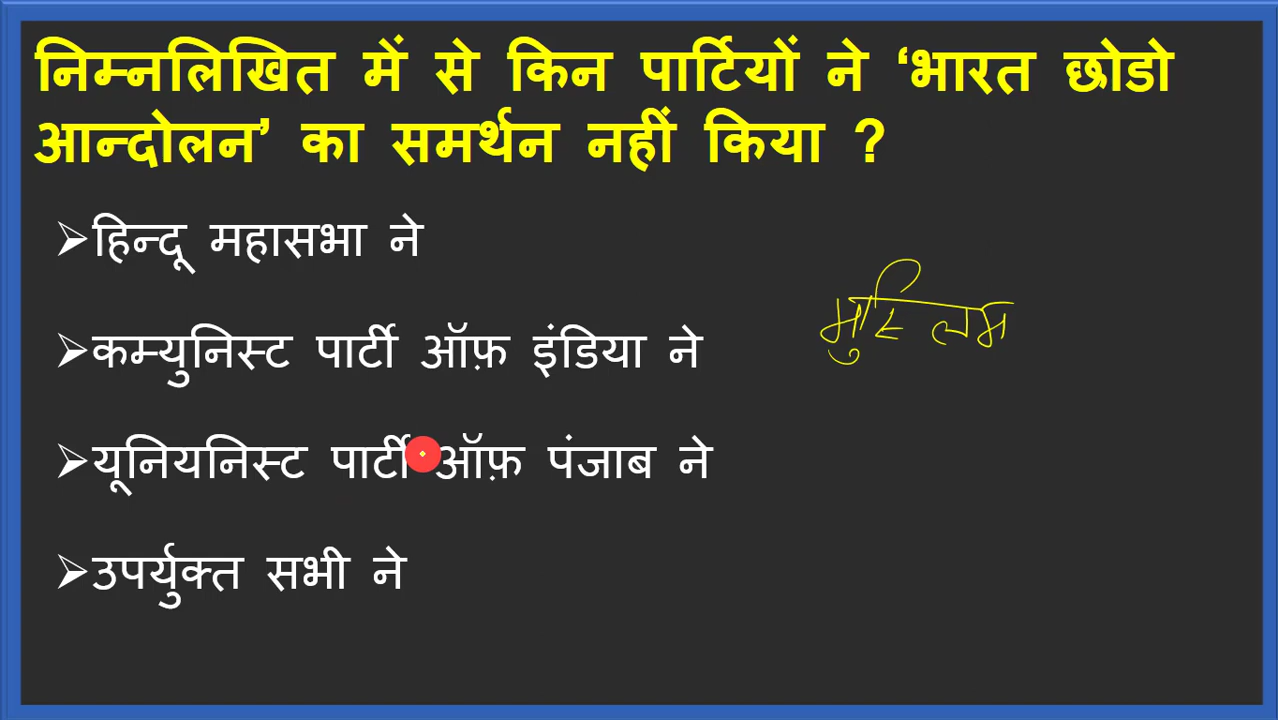 निम्नलिखित में से किन पार्टियों ने ‘भारत छोडो
आन्दोलन’ का समर्थन नहीं किया ?
➢हिन्दू महासभा ने
➢कम्युनिस्ट पार्टी ऑफ़ इंडिया ने
मुस्लिम
➢यूनियनिस्ट पार्टी ऑफ़ पंजाब ने
➢उपर्युक्त सभी ने